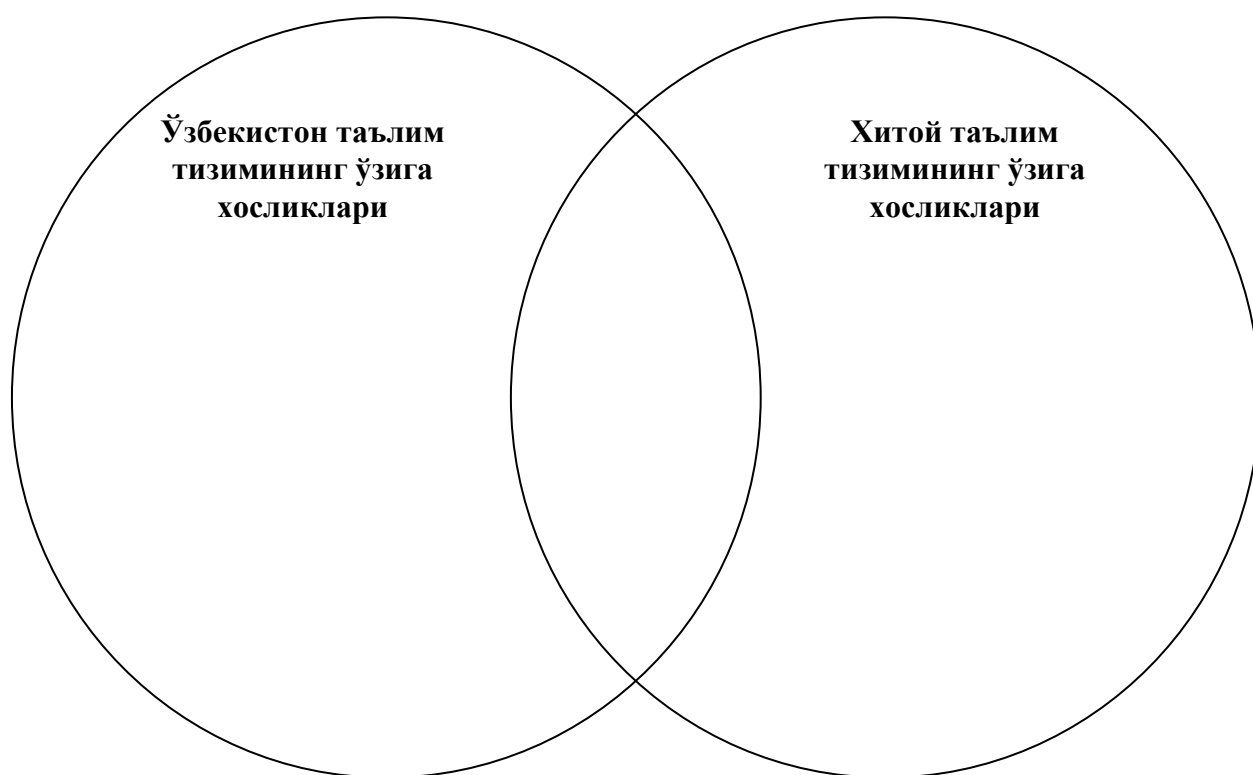 Ўзбекистон таълим
тизимининг ўзига
хосликлари
Хитой таълим
тизимининг ўзига
хосликлари